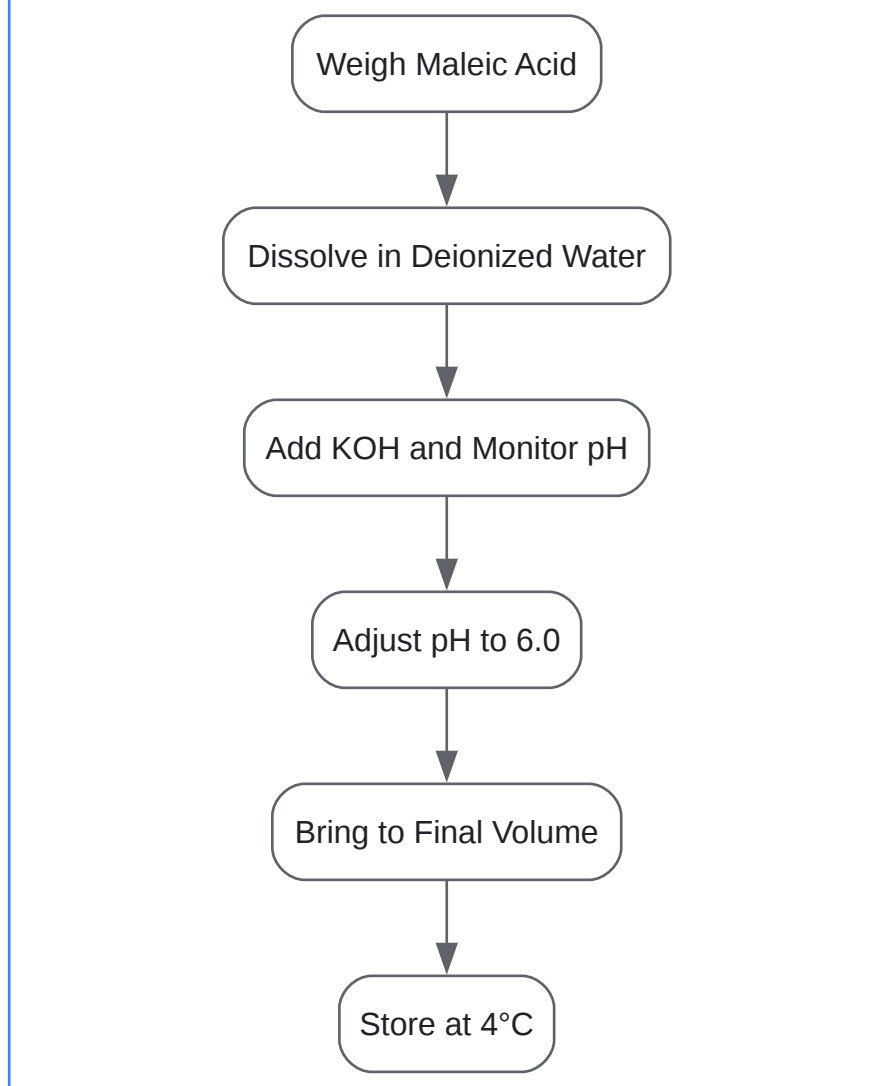 Weigh Maleic Acid
Dissolve in Deionized Water
Add KOH and Monitor pH
Adjust pH to 6.0
Bring to Final Volume
Store at 4°C